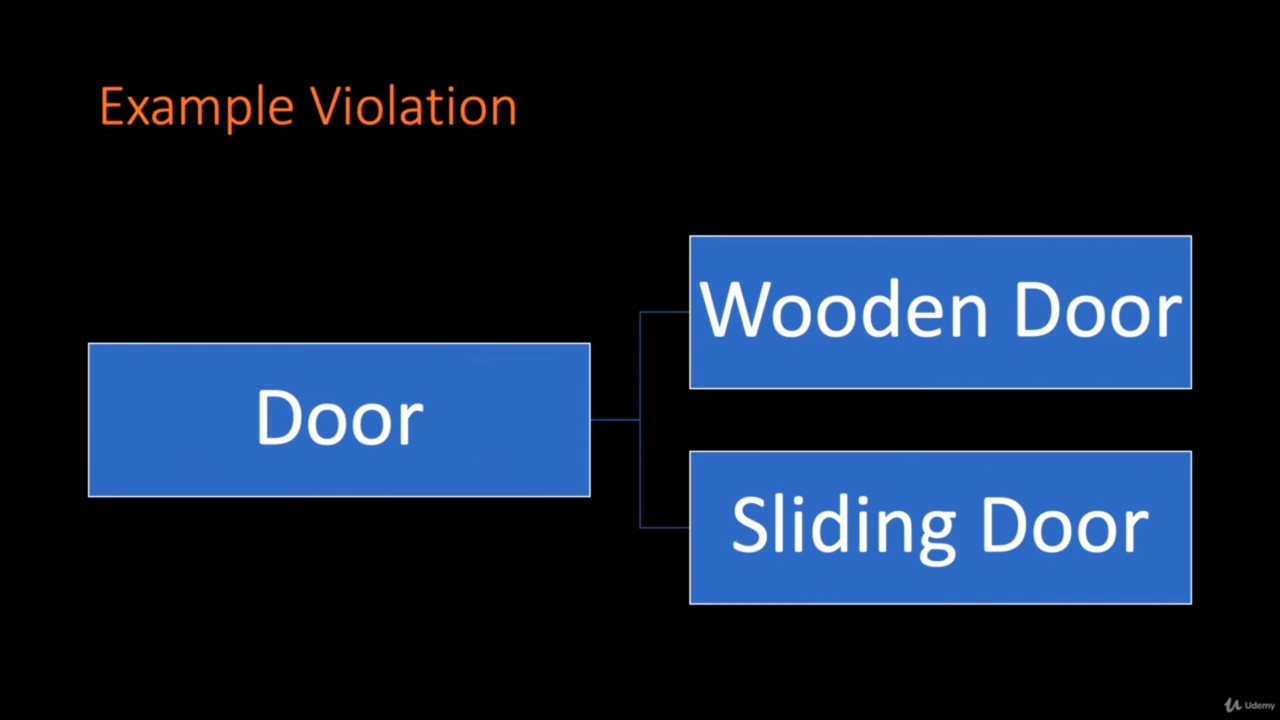 Example Violation
Wooden Door
Door
Sliding Door
Udemy